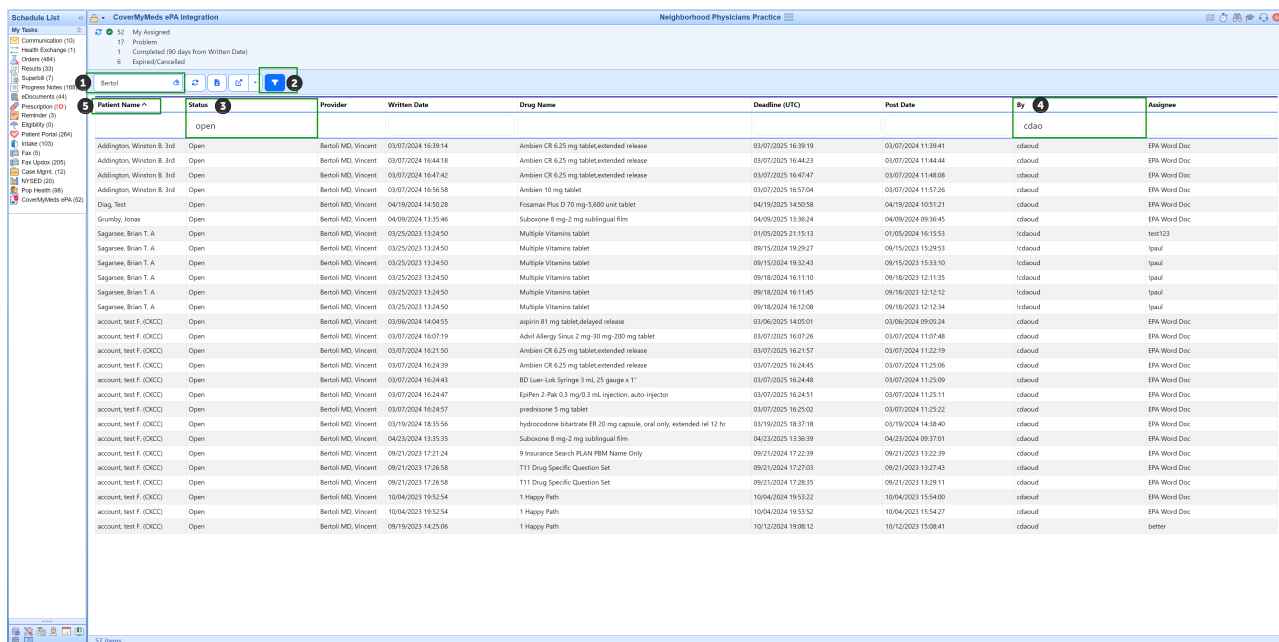 Schedule List « CoverMyMeds ePA Integration Neighborhood Physicians Practice
My Tasks
Communication (10)
Health Exchange (1)
Orders (484)
Results (33)
Superbill (7)
Progress Notes (168)
eDocuments (44)
Prescription (!0)
Reminder (3)
Eligibility (0)
Patient Portal (264)
Intake (103)
Fax (5)
Fax Updox (205)
Case Mgmt. (12)
NYSED (20)
Pop Health (98)
CoverMyMeds ePA (52)
52 My Assigned
17 Problem
1 Completed (90 days from Written Date)
6 Expired/Cancelled
1 Bertol 2
5 Patient Name Status 3 Provider Written Date Drug Name Deadline (UTC) Post Date By 4 Assignee
open cdao
Addington, Winston B. 3rd Open Bertoli MD, Vincent 03/07/2024 16:39:14 Ambien CR 6.25 mg tablet,extended release 03/07/2025 16:39:19 03/07/2024 11:39:41 cdaoud EPA Word Doc
Addington, Winston B. 3rd Open Bertoli MD, Vincent 03/07/2024 16:44:18 Ambien CR 6.25 mg tablet,extended release 03/07/2025 16:44:23 03/07/2024 11:44:44 cdaoud EPA Word Doc
Addington, Winston B. 3rd Open Bertoli MD, Vincent 03/07/2024 16:47:42 Ambien CR 6.25 mg tablet,extended release 03/07/2025 16:47:47 03/07/2024 11:48:08 cdaoud EPA Word Doc
Addington, Winston B. 3rd Open Bertoli MD, Vincent 03/07/2024 16:56:58 Ambien 10 mg tablet 03/07/2025 16:57:04 03/07/2024 11:57:26 cdaoud EPA Word Doc
Diag, Test Open Bertoli MD, Vincent 04/19/2024 14:50:28 Fosamax Plus D 70 mg-5,600 unit tablet 04/19/2025 14:50:58 04/19/2024 10:51:21 cdaoud EPA Word Doc
Grumby, Jonas Open Bertoli MD, Vincent 04/09/2024 13:35:46 Suboxone 8 mg-2 mg sublingual film 04/09/2025 13:36:24 04/09/2024 09:36:45 cdaoud EPA Word Doc
Sagarsee, Brian T. A Open Bertoli MD, Vincent 03/25/2023 13:24:50 Multiple Vitamins tablet 01/05/2025 21:15:13 01/05/2024 16:15:53 !cdaoud test123
Sagarsee, Brian T. A Open Bertoli MD, Vincent 03/25/2023 13:24:50 Multiple Vitamins tablet 09/15/2024 19:29:27 09/15/2023 15:29:53 !cdaoud !paul
Sagarsee, Brian T. A Open Bertoli MD, Vincent 03/25/2023 13:24:50 Multiple Vitamins tablet 09/15/2024 19:32:43 09/15/2023 15:33:10 !cdaoud !paul
Sagarsee, Brian T. A Open Bertoli MD, Vincent 03/25/2023 13:24:50 Multiple Vitamins tablet 09/18/2024 16:11:10 09/18/2023 12:11:35 !cdaoud !paul
Sagarsee, Brian T. A Open Bertoli MD, Vincent 03/25/2023 13:24:50 Multiple Vitamins tablet 09/18/2024 16:11:45 09/18/2023 12:12:12 !cdaoud !paul
Sagarsee, Brian T. A Open Bertoli MD, Vincent 03/25/2023 13:24:50 Multiple Vitamins tablet 09/18/2024 16:12:08 09/18/2023 12:12:34 !cdaoud !paul
account, test F. (CKCC) Open Bertoli MD, Vincent 03/06/2024 14:04:55 aspirin 81 mg tablet,delayed release 03/06/2025 14:05:01 03/06/2024 09:05:24 cdaoud EPA Word Doc
account, test F. (CKCC) Open Bertoli MD, Vincent 03/07/2024 16:07:19 Advil Allergy Sinus 2 mg-30 mg-200 mg tablet 03/07/2025 16:07:26 03/07/2024 11:07:48 cdaoud EPA Word Doc
account, test F. (CKCC) Open Bertoli MD, Vincent 03/07/2024 16:21:50 Ambien CR 6.25 mg tablet,extended release 03/07/2025 16:21:57 03/07/2024 11:22:19 cdaoud EPA Word Doc
account, test F. (CKCC) Open Bertoli MD, Vincent 03/07/2024 16:24:39 Ambien CR 6.25 mg tablet,extended release 03/07/2025 16:24:45 03/07/2024 11:25:06 cdaoud EPA Word Doc
account, test F. (CKCC) Open Bertoli MD, Vincent 03/07/2024 16:24:43 BD Luer-Lok Syringe 3 mL 25 gauge x 1" 03/07/2025 16:24:48 03/07/2024 11:25:09 cdaoud EPA Word Doc
account, test F. (CKCC) Open Bertoli MD, Vincent 03/07/2024 16:24:47 EpiPen 2-Pak 0.3 mg/0.3 mL injection, auto-injector 03/07/2025 16:24:51 03/07/2024 11:25:11 cdaoud EPA Word Doc
account, test F. (CKCC) Open Bertoli MD, Vincent 03/07/2024 16:24:57 prednisone 5 mg tablet 03/07/2025 16:25:02 03/07/2024 11:25:22 cdaoud EPA Word Doc
account, test F. (CKCC) Open Bertoli MD, Vincent 03/19/2024 18:35:56 hydrocodone bitartrate ER 20 mg capsule, oral only, extended rel 12 hr 03/19/2025 18:37:18 03/19/2024 14:38:40 cdaoud EPA Word Doc
account, test F. (CKCC) Open Bertoli MD, Vincent 04/23/2024 13:35:35 Suboxone 8 mg-2 mg sublingual film 04/23/2025 13:36:39 04/23/2024 09:37:01 cdaoud EPA Word Doc
account, test F. (CKCC) Open Bertoli MD, Vincent 09/21/2023 17:21:24 9 Insurance Search PLAN PBM Name Only 09/21/2024 17:22:39 09/21/2023 13:22:39 cdaoud EPA Word Doc
account, test F. (CKCC) Open Bertoli MD, Vincent 09/21/2023 17:26:58 T11 Drug Specific Question Set 09/21/2024 17:27:03 09/21/2023 13:27:43 cdaoud EPA Word Doc
account, test F. (CKCC) Open Bertoli MD, Vincent 09/21/2023 17:26:58 T11 Drug Specific Question Set 09/21/2024 17:28:35 09/21/2023 13:29:11 cdaoud EPA Word Doc
account, test F. (CKCC) Open Bertoli MD, Vincent 10/04/2023 19:52:54 1 Happy Path 10/04/2024 19:53:22 10/04/2023 15:54:00 cdaoud EPA Word Doc
account, test F. (CKCC) Open Bertoli MD, Vincent 10/04/2023 19:52:54 1 Happy Path 10/04/2024 19:53:52 10/04/2023 15:54:27 cdaoud EPA Word Doc
account, test F. (CKCC) Open Bertoli MD, Vincent 09/19/2023 14:25:06 1 Happy Path 10/12/2024 19:08:12 10/12/2023 15:08:41 cdaoud better
57 items